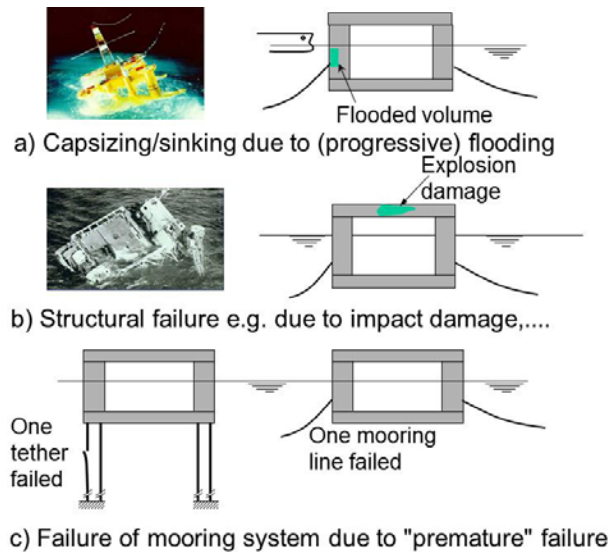 Flooded volume
a) Capsizing/sinking due to (progressive) flooding
Explosion
damage
b) Structural failure e.g. due to impact damage,....
One
tether
failed
One mooring
line failed
c) Failure of mooring system due to "premature" failure